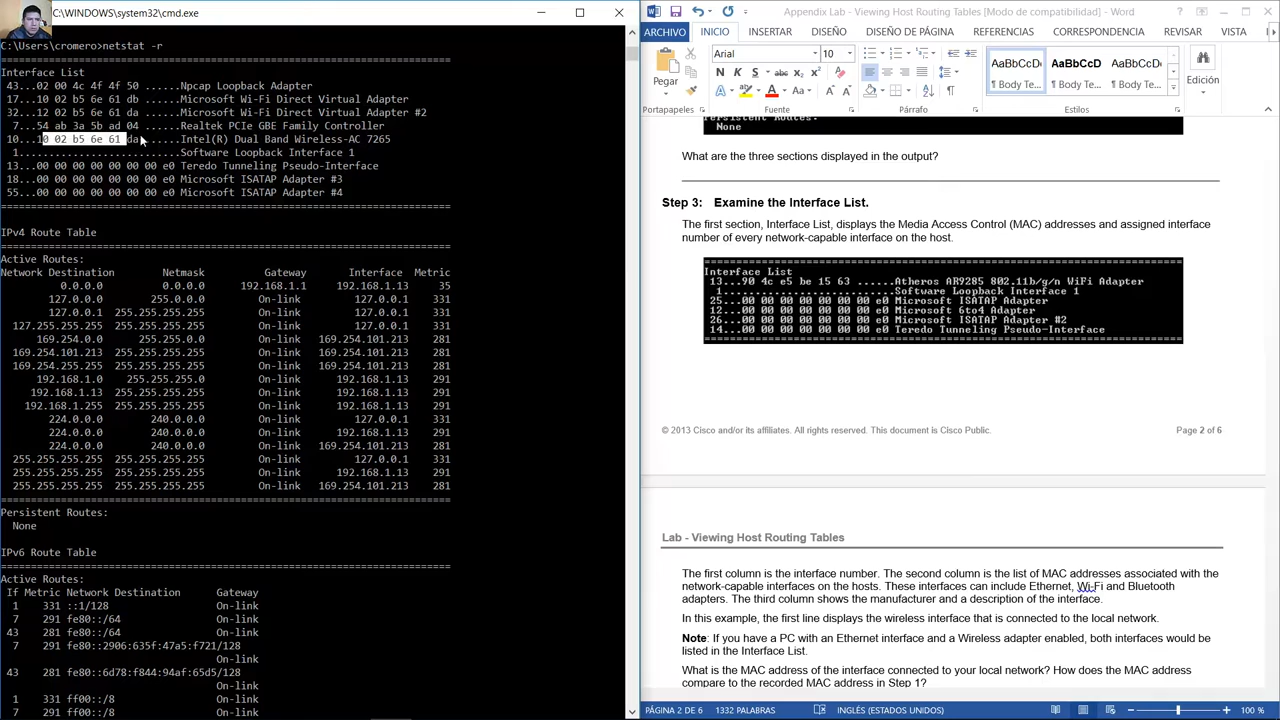 C:\WINDOWS\system32\cmd.exe
C:\Users\cromero>netstat -r
===========================================================================
Interface List
43...02 00 4c 4f 4f 50 ......Npcap Loopback Adapter
17...10 02 b5 6e 61 db ......Microsoft Wi-Fi Direct Virtual Adapter
32...12 02 b5 6e 61 da ......Microsoft Wi-Fi Direct Virtual Adapter #2
7...54 ab 3a 5b ad 04 ......Realtek PCIe GBE Family Controller
10...10 02 b5 6e 61 da ......Intel(R) Dual Band Wireless-AC 7265
1...........................Software Loopback Interface 1
13...00 00 00 00 00 00 00 e0 Teredo Tunneling Pseudo-Interface
18...00 00 00 00 00 00 00 e0 Microsoft ISATAP Adapter #3
55...00 00 00 00 00 00 00 e0 Microsoft ISATAP Adapter #4
===========================================================================
IPv4 Route Table
===========================================================================
Active Routes:
Network Destination Netmask Gateway Interface Metric
0.0.0.0 0.0.0.0 192.168.1.1 192.168.1.13 35
127.0.0.0 255.0.0.0 On-link 127.0.0.1 331
127.0.0.1 255.255.255.255 On-link 127.0.0.1 331
127.255.255.255 255.255.255.255 On-link 127.0.0.1 331
169.254.0.0 255.255.0.0 On-link 169.254.101.213 281
169.254.101.213 255.255.255.255 On-link 169.254.101.213 281
169.254.255.255 255.255.255.255 On-link 169.254.101.213 281
192.168.1.0 255.255.255.0 On-link 192.168.1.13 291
192.168.1.13 255.255.255.255 On-link 192.168.1.13 291
192.168.1.255 255.255.255.255 On-link 192.168.1.13 291
224.0.0.0 240.0.0.0 On-link 127.0.0.1 331
224.0.0.0 240.0.0.0 On-link 192.168.1.13 291
224.0.0.0 240.0.0.0 On-link 169.254.101.213 281
255.255.255.255 255.255.255.255 On-link 127.0.0.1 331
255.255.255.255 255.255.255.255 On-link 192.168.1.13 291
255.255.255.255 255.255.255.255 On-link 169.254.101.213 281
===========================================================================
Persistent Routes:
None
IPv6 Route Table
===========================================================================
Active Routes:
If Metric Network Destination Gateway
1 331 ::1/128 On-link
7 291 fe80::/64 On-link
43 281 fe80::/64 On-link
7 291 fe80::2906:635f:47a5:f721/128
On-link
43 281 fe80::6d78:f844:94af:65d5/128
On-link
1 331 ff00::/8 On-link
7 291 ff00::/8 On-link
Appendix Lab - Viewing Host Routing Tables [Modo de compatibilidad] - Word
ARCHIVO INICIO INSERTAR DISEÑO DISEÑO DE PÁGINA REFERENCIAS CORRESPONDENCIA REVISAR VISTA
Arial 10
Pegar
N K S abc x₂ x²
AaBbCcD AaBbCcD AaBbCcD
¶ Body Te... ¶ Body Te... ¶ Body Te...
Edición
Portapapeles Fuente Párrafo Estilos
Persistent Routes:
None
What are the three sections displayed in the output?
Step 3: Examine the Interface List.
The first section, Interface List, displays the Media Access Control (MAC) addresses and assigned interface
number of every network-capable interface on the host.
===========================================================================
Interface List
13...90 4c e5 be 15 63 ......Atheros AR9285 802.11b/g/n WiFi Adapter
1...........................Software Loopback Interface 1
25...00 00 00 00 00 00 00 e0 Microsoft ISATAP Adapter
12...00 00 00 00 00 00 00 e0 Microsoft 6to4 Adapter
26...00 00 00 00 00 00 00 e0 Microsoft ISATAP Adapter #2
14...00 00 00 00 00 00 00 e0 Teredo Tunneling Pseudo-Interface
===========================================================================
© 2013 Cisco and/or its affiliates. All rights reserved. This document is Cisco Public. Page 2 of 6
Lab - Viewing Host Routing Tables
The first column is the interface number. The second column is the list of MAC addresses associated with the
network-capable interfaces on the hosts. These interfaces can include Ethernet, Wi-Fi and Bluetooth
adapters. The third column shows the manufacturer and a description of the interface.
In this example, the first line displays the wireless interface that is connected to the local network.
Note: If you have a PC with an Ethernet interface and a Wireless adapter enabled, both interfaces would be
listed in the Interface List.
What is the MAC address of the interface connected to your local network? How does the MAC address
compare to the recorded MAC address in Step 1?
PÁGINA 2 DE 6 1332 PALABRAS INGLÉS (ESTADOS UNIDOS) 100 %